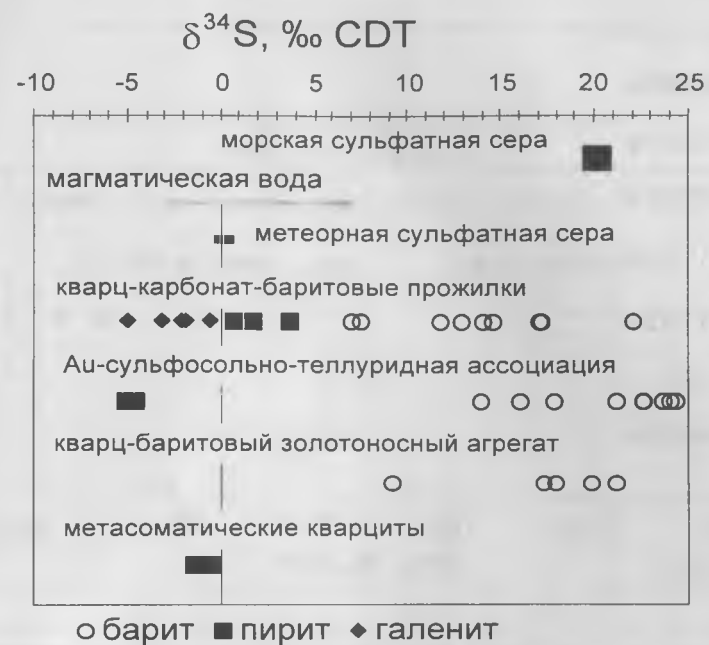 δ³⁴S, ‰ CDT
-10 -5 0 5 10 15 20 25
морская сульфатная сера
магматическая вода
метеорная сульфатная сера
кварц-карбонат-баритовые прожилки
Au-сульфосольно-теллуридная ассоциация
кварц-баритовый золотоносный агрегат
метасоматические кварциты
барит пирит галенит